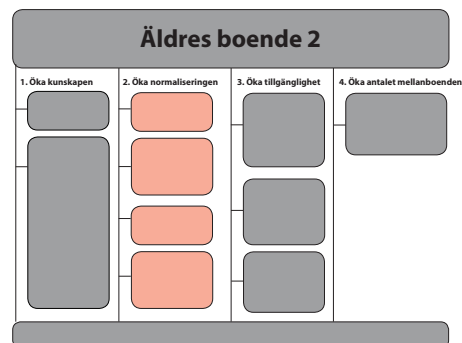 Äldres boende 2
1. Öka kunskapen
2. Öka normaliseringen
3. Öka tillgänglighet
4. Öka antalet mellanboenden